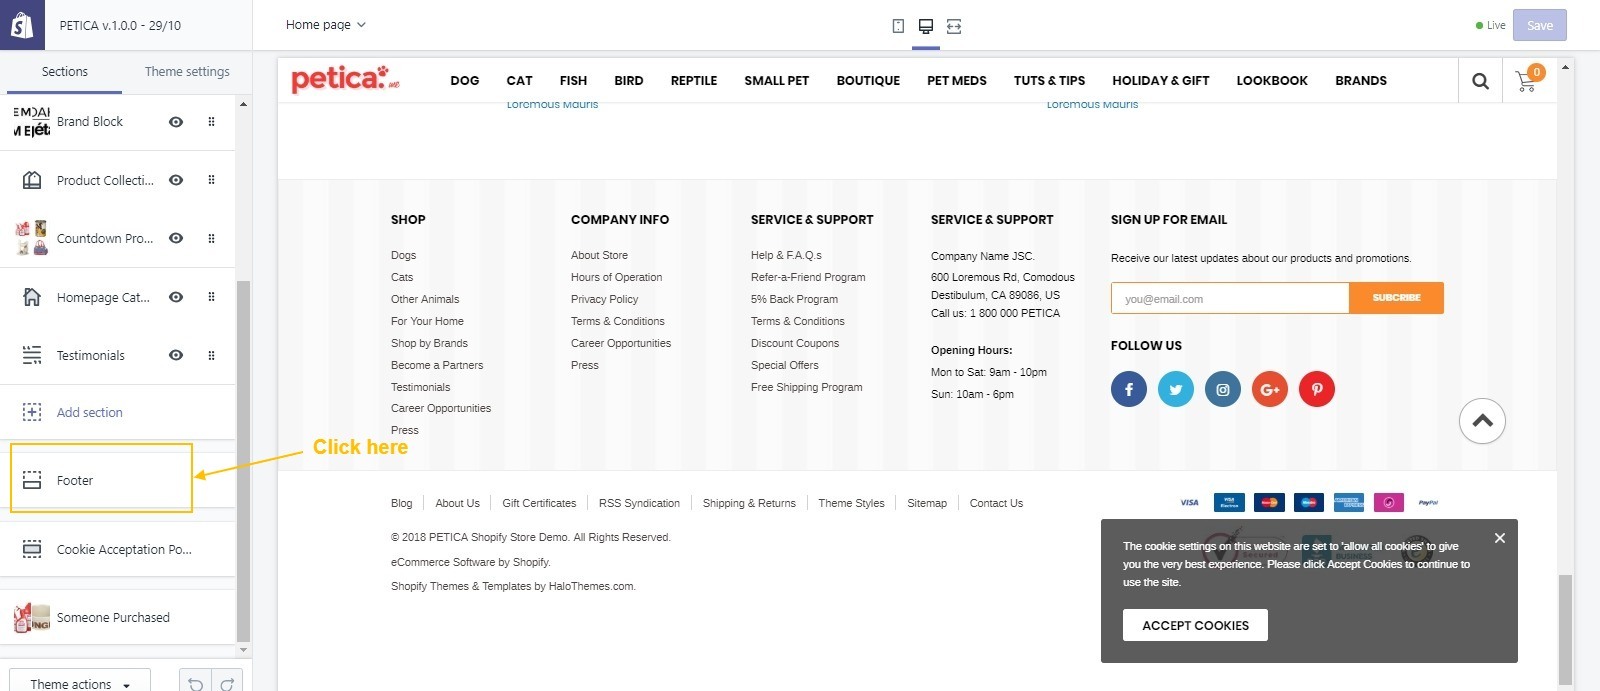 PETICA v.1.0.0 - 29/10
Home page
Live
Save
Sections
Theme settings
Brand Block
Product Collecti...
Countdown Pro...
Homepage Cat...
Testimonials
Add section
Footer
Cookie Acceptation Po...
Someone Purchased
Theme actions
Click here
petica:
DOG CAT FISH BIRD REPTILE SMALL PET BOUTIQUE PET MEDS TUTS & TIPS HOLIDAY & GIFT LOOKBOOK BRANDS
0
Loremous Mauris
Loremous Mauris
SHOP
Dogs
Cats
Other Animals
For Your Home
Shop by Brands
Become a Partners
Testimonials
Career Opportunities
Press
COMPANY INFO
About Store
Hours of Operation
Privacy Policy
Terms & Conditions
Career Opportunities
Press
SERVICE & SUPPORT
Help & F.A.Q.s
Refer-a-Friend Program
5% Back Program
Terms & Conditions
Discount Coupons
Special Offers
Free Shipping Program
SERVICE & SUPPORT
Company Name JSC.
600 Loremous Rd, Comodous
Destibulum, CA 89086, US
Call us: 1 800 000 PETICA
Opening Hours:
Mon to Sat: 9am - 10pm
Sun: 10am - 6pm
SIGN UP FOR EMAIL
Receive our latest updates about our products and promotions.
you@email.com
SUBCRIBE
FOLLOW US
Blog About Us Gift Certificates RSS Syndication Shipping & Returns Theme Styles Sitemap Contact Us
VISA VISA Electron PayPal
© 2018 PETICA Shopify Store Demo. All Rights Reserved.
eCommerce Software by Shopify.
Shopify Themes & Templates by HaloThemes.com.
The cookie settings on this website are set to 'allow all cookies' to give
you the very best experience. Please click Accept Cookies to continue to
use the site.
ACCEPT COOKIES